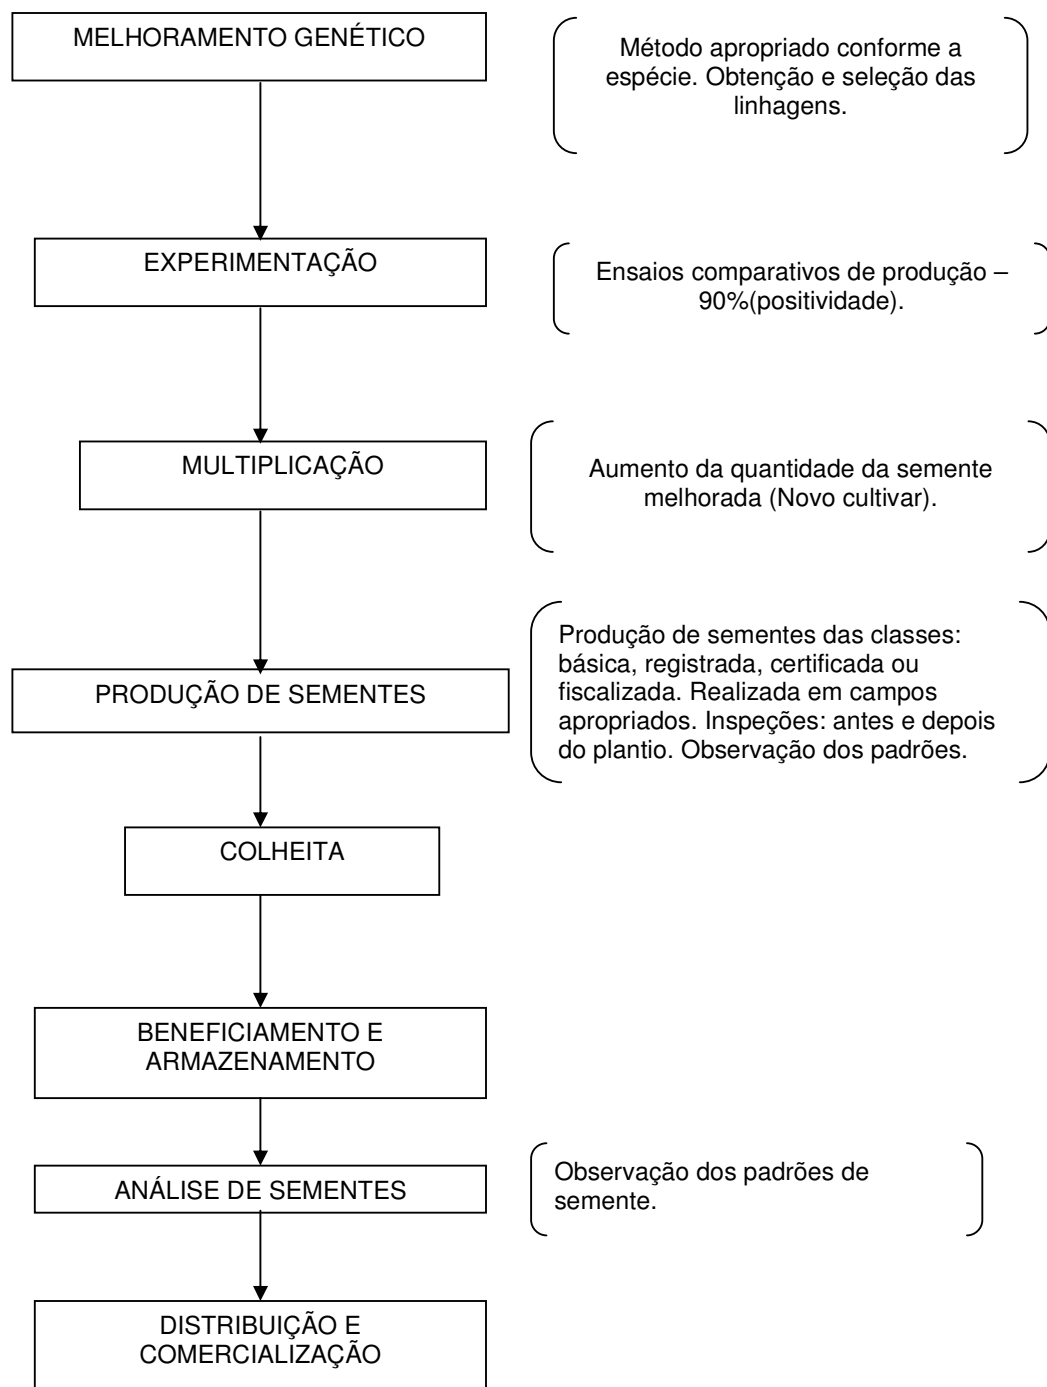 MELHORAMENTO GENÉTICO
Método apropriado conforme a
espécie. Obtenção e seleção das
linhagens.
EXPERIMENTAÇÃO
Ensaios comparativos de produção –
90%(positividade).
MULTIPLICAÇÃO
Aumento da quantidade da semente
melhorada (Novo cultivar).
PRODUÇÃO DE SEMENTES
Produção de sementes das classes:
básica, registrada, certificada ou
fiscalizada. Realizada em campos
apropriados. Inspeções: antes e depois
do plantio. Observação dos padrões.
COLHEITA
BENEFICIAMENTO E
ARMAZENAMENTO
ANÁLISE DE SEMENTES
Observação dos padrões de
semente.
DISTRIBUIÇÃO E
COMERCIALIZAÇÃO